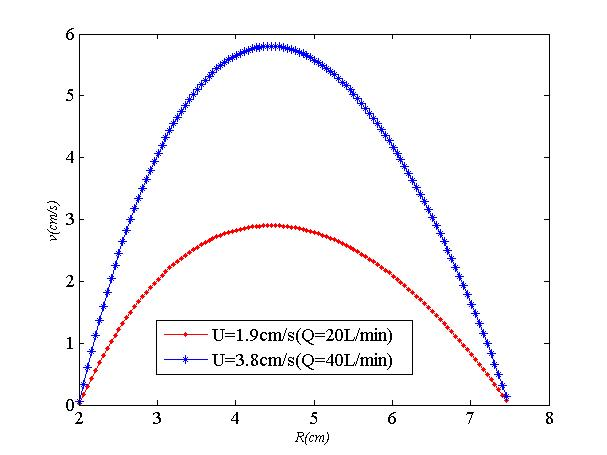 6
5
4
3
2
1
0
v(cm/s)
U=1.9cm/s(Q=20L/min)
U=3.8cm/s(Q=40L/min)
2 3 4 5 6 7 8
R(cm)